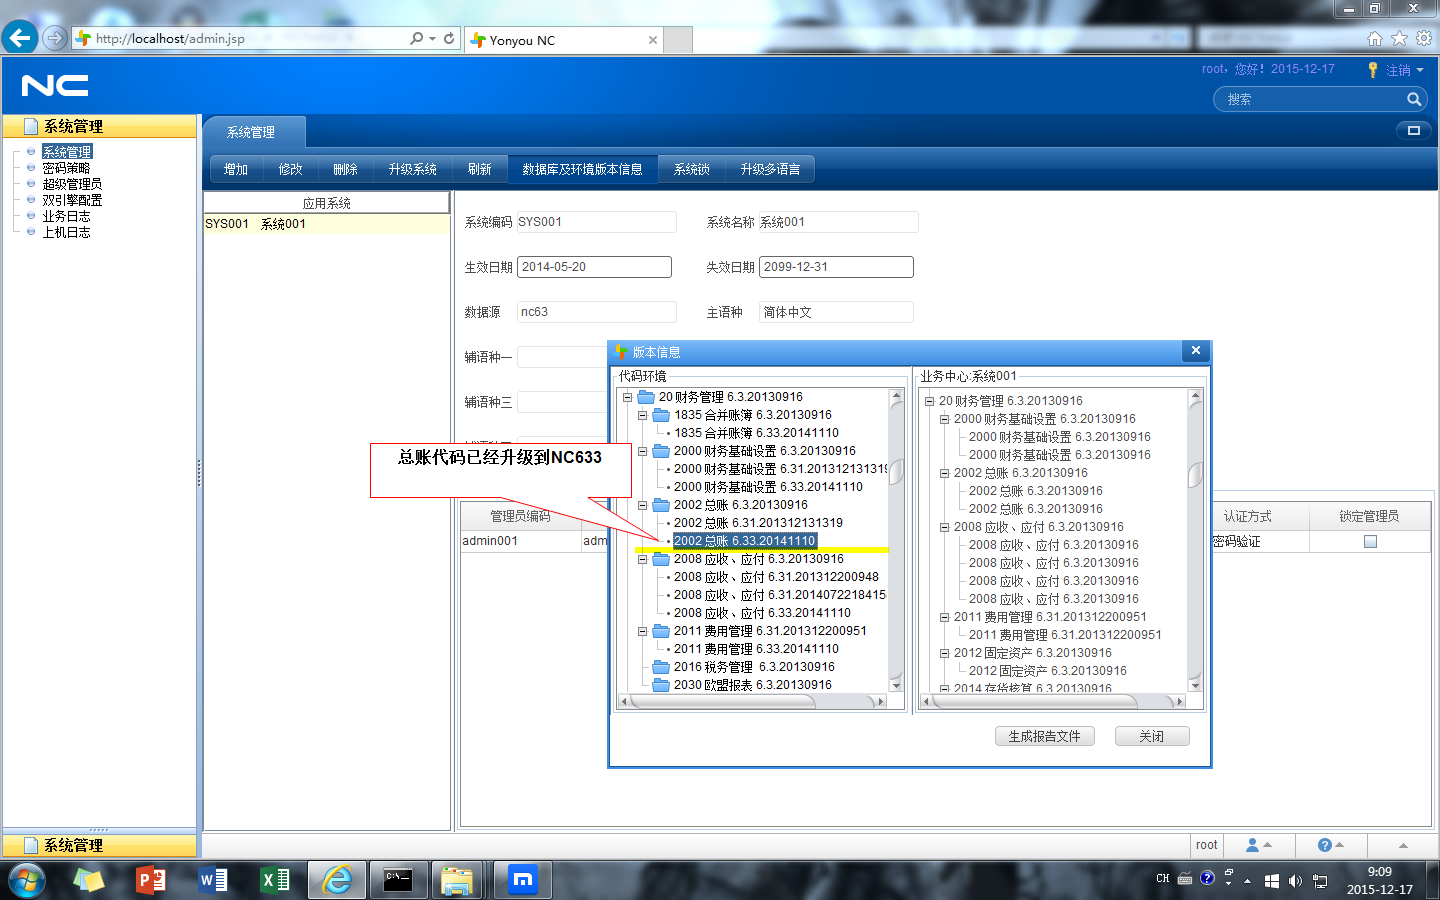 http://localhost/admin.jsp
Yonyou NC
NC
root，您好！2015-12-17
注销
搜索
系统管理
系统管理
密码策略
超级管理员
双引擎配置
业务日志
上机日志
系统管理
系统管理
增加 修改 删除 升级系统 刷新 数据库及环境版本信息 系统锁 升级多语言
应用系统
SYS001 系统001
系统编码 SYS001 系统名称 系统001
生效日期 2014-05-20 失效日期 2099-12-31
数据源 nc63 主语种 简体中文
辅语种一
辅语种三
管理员编码
admin001 adm
认证方式 锁定管理员
密码验证
总账代码已经升级到NC633
版本信息
代码环境
20 财务管理 6.3.20130916
1835 合并账簿 6.3.20130916
1835 合并账簿 6.33.20141110
2000 财务基础设置 6.3.20130916
2000 财务基础设置 6.31.201312131319
2000 财务基础设置 6.33.20141110
2002 总账 6.3.20130916
2002 总账 6.31.201312131319
2002 总账 6.33.20141110
2008 应收、应付 6.3.20130916
2008 应收、应付 6.31.201312200948
2008 应收、应付 6.31.2014072218415
2008 应收、应付 6.33.20141110
2011 费用管理 6.31.201312200951
2011 费用管理 6.33.20141110
2016 税务管理 6.3.20130916
2030 欧盟报表 6.3.20130916
业务中心:系统001
20 财务管理 6.3.20130916
2000 财务基础设置 6.3.20130916
2000 财务基础设置 6.3.20130916
2000 财务基础设置 6.3.20130916
2002 总账 6.3.20130916
2002 总账 6.3.20130916
2002 总账 6.3.20130916
2008 应收、应付 6.3.20130916
2008 应收、应付 6.3.20130916
2008 应收、应付 6.3.20130916
2008 应收、应付 6.3.20130916
2008 应收、应付 6.3.20130916
2011 费用管理 6.31.201312200951
2011 费用管理 6.31.201312200951
2012 固定资产 6.3.20130916
2012 固定资产 6.3.20130916
2014 存货核算 6.3.20130916
生成报告文件 关闭
root
CH
9:09
2015-12-17